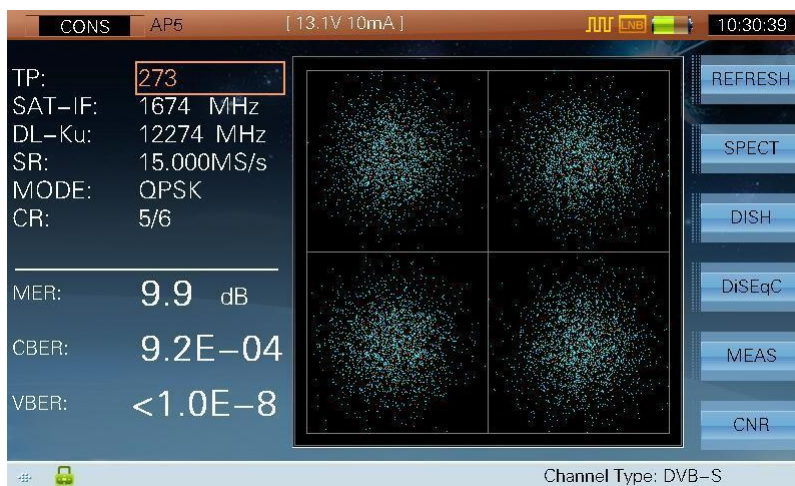 CONS AP5 [ 13.1V 10mA ] LNB 10:30:39
TP: 273
SAT-IF: 1674 MHz
DL-Ku: 12274 MHz
SR: 15.000MS/s
MODE: QPSK
CR: 5/6
MER: 9.9 dB
CBER: 9.2E-04
VBER: <1.0E-8
REFRESH
SPECT
DISH
DiSEqC
MEAS
CNR
Channel Type: DVB-S